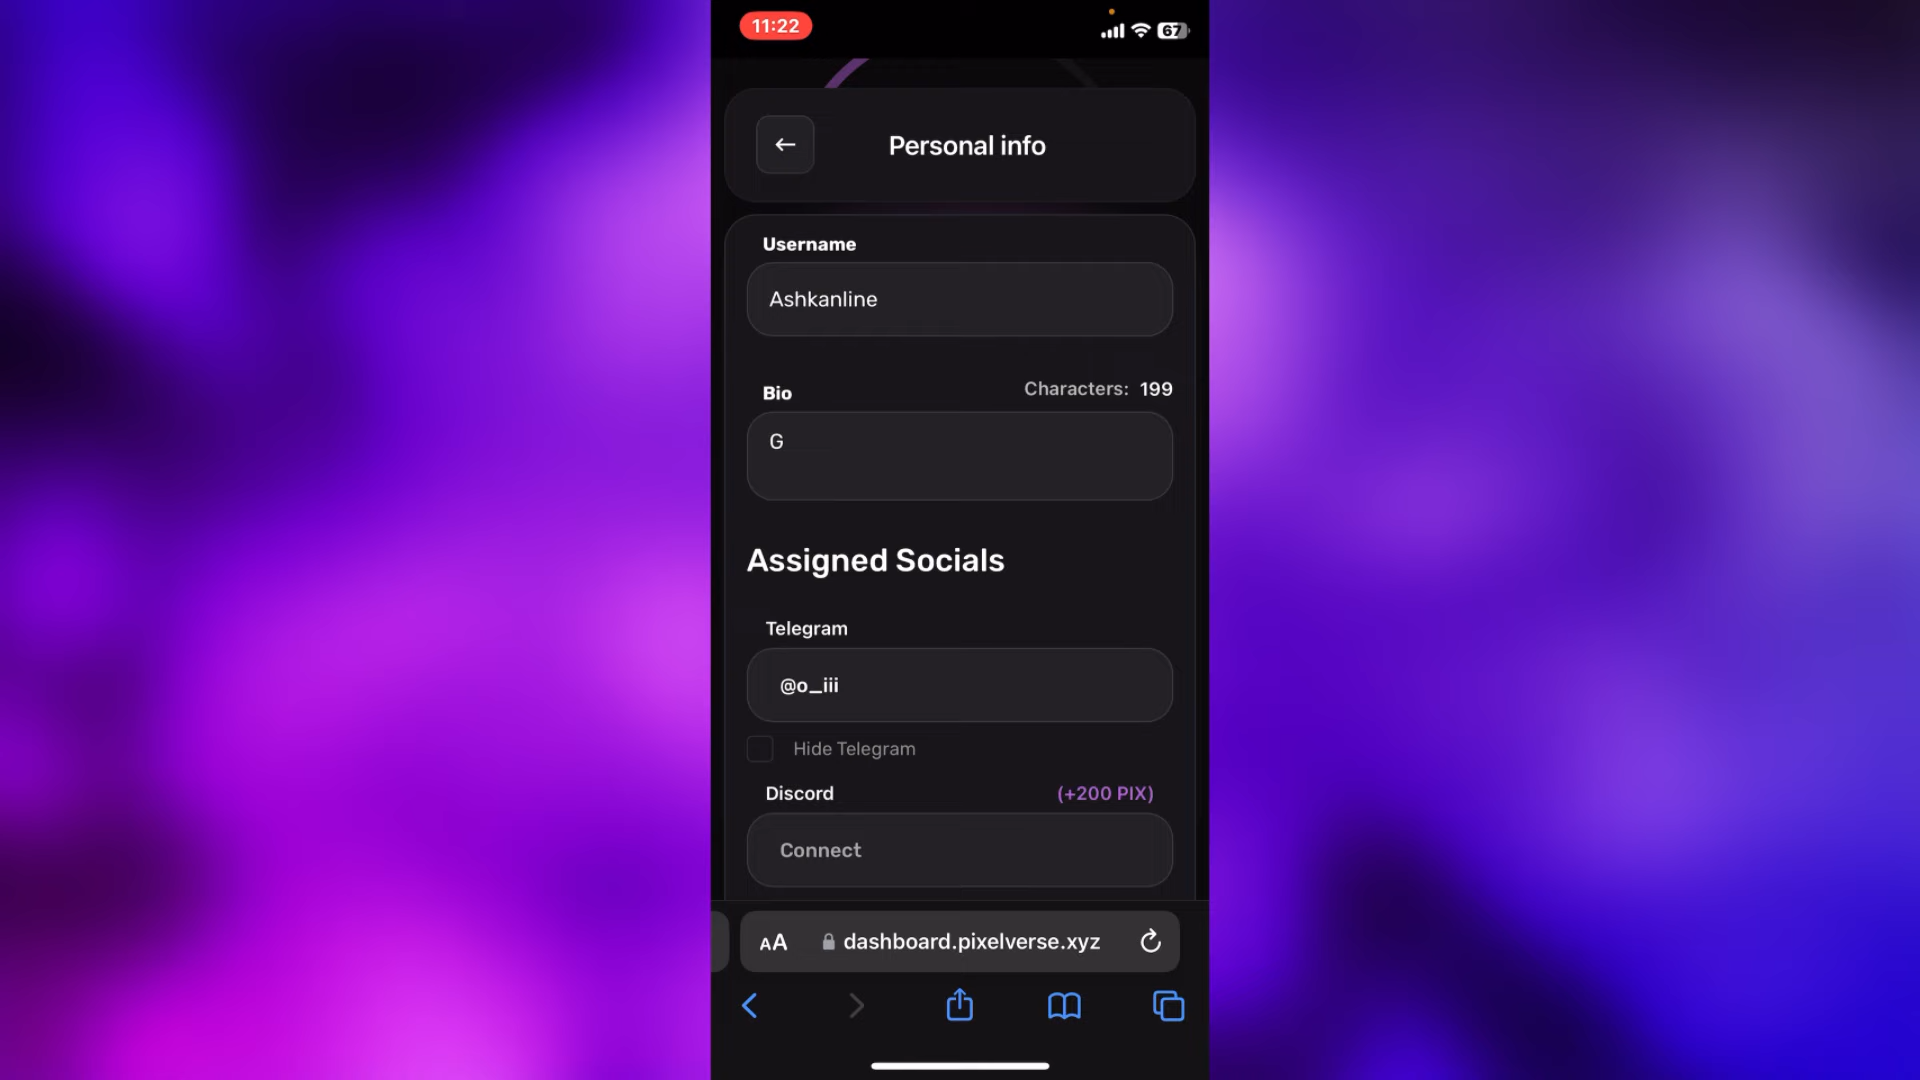 11:22
67
Personal info
Username
Ashkanline
Bio
Characters: 199
G
Assigned Socials
Telegram
@o_iii
Hide Telegram
Discord
(+200 PIX)
Connect
AA
dashboard.pixelverse.xyz